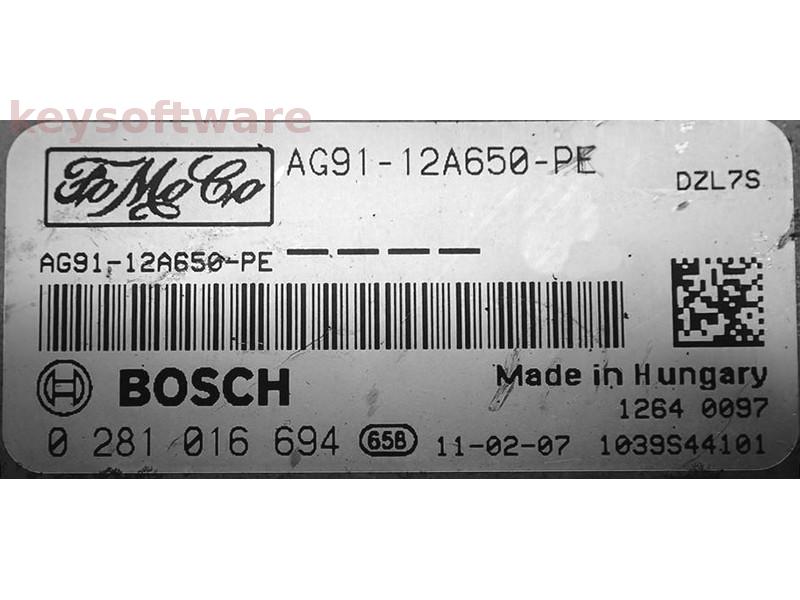 keysoftware
FoMoCo AG91-12A650-PE DZL7S
AG91-12A650-PE
BOSCH Made in Hungary
1264 0097
0 281 016 694 65B 11-02-07 1039S44101